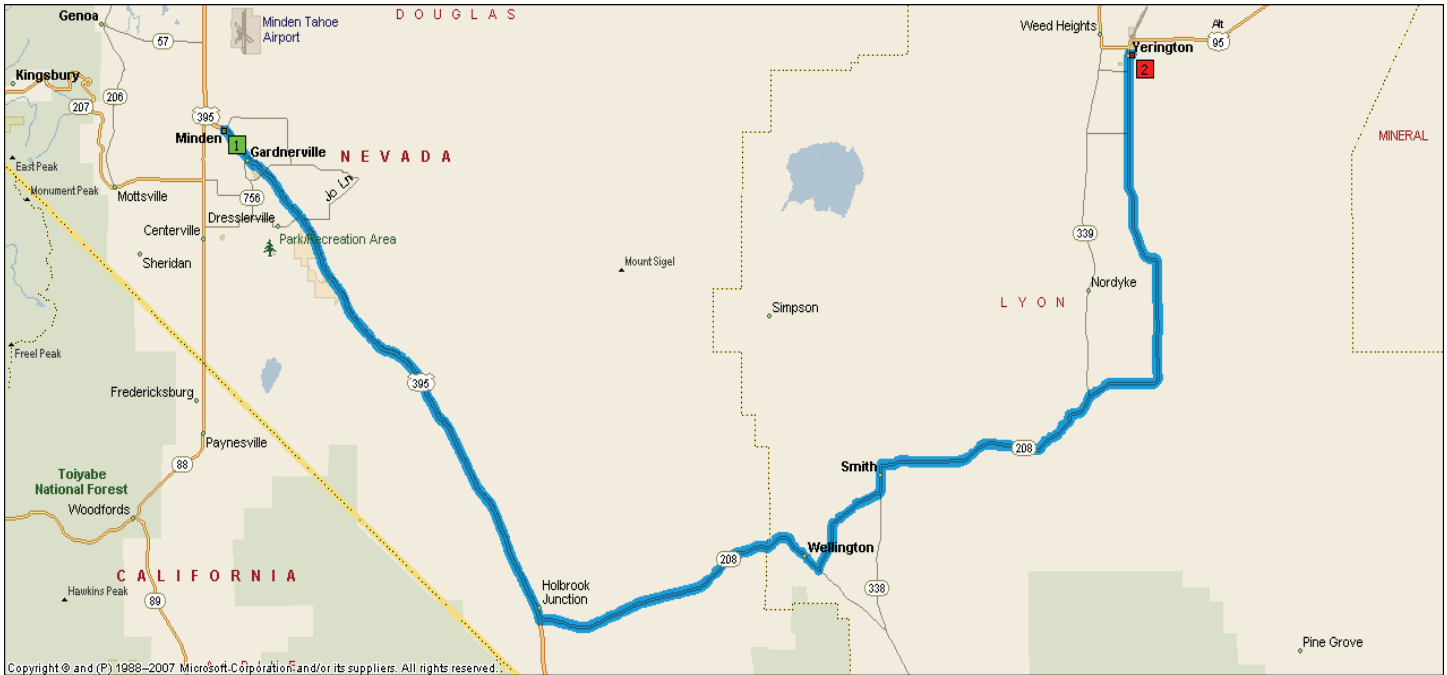 Genoa
57
Minden Tahoe
Airport
DOUGLAS
Weed Heights
Alt
95
Yerington
2
Kingsbury
207
206
395
Minden
1
Gardnerville
NEVADA
MINERAL
East Peak
Monument Peak
Mottsville
756
Jo Ln
Dresslerville
Centerville
Park/Recreation Area
Sheridan
339
Mount Sigel
Nordyke
LYON
Simpson
Freel Peak
395
Fredericksburg
Paynesville
88
Toiyabe
National Forest
Woodfords
Smith
208
Wellington
208
CALIFORNIA
Hawkins Peak
89
Holbrook
Junction
338
Pine Grove
Copyright © and (P) 1988–2007 Microsoft Corporation and/or its suppliers. All rights reserved.